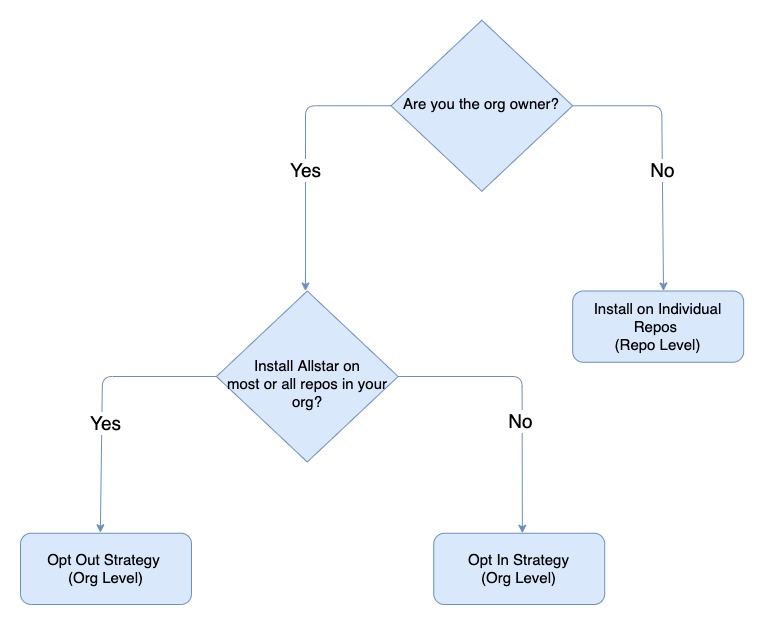 Are you the org owner?
Yes
No
Install on Individual
Repos
(Repo Level)
Install Allstar on
most or all repos in your
org?
Yes
No
Opt Out Strategy
(Org Level)
Opt In Strategy
(Org Level)